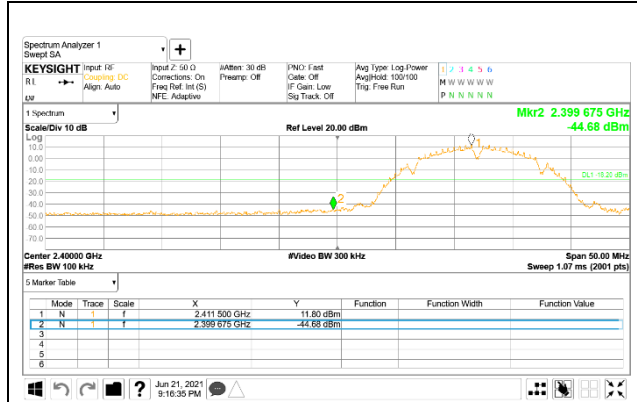 Spectrum Analyzer 1
Swept SA
+
KEYSIGHT Input: RF Input Z: 50 Ω #Atten: 30 dB PNO: Fast Avg Type: Log-Power 1 2 3 4 5 6
RL Coupling: DC Corrections: On Preamp: Off Gate: Off Avg|Hold: 100/100 M W W W W W
Align: Auto Freq Ref: Int (S) IF Gain: Low Trig: Free Run
NFE: Adaptive Sig Track: Off P N N N N N
1 Spectrum
Mkr2 2.399 675 GHz
Scale/Div 10 dB Ref Level 20.00 dBm -44.68 dBm
Log
10.0
0.00
-10.0
-20.0
-30.0
-40.0
-50.0
-60.0
-70.0
1
2
DL1 -18.20 dBm
Center 2.40000 GHz #Video BW 300 kHz Span 50.00 MHz
#Res BW 100 kHz Sweep 1.07 ms (2001 pts)
5 Marker Table
Mode Trace Scale X Y Function Function Width Function Value
1 N 1 f 2.411 500 GHz 11.80 dBm
2 N 1 f 2.399 675 GHz -44.68 dBm
3
4
5
6
? Jun 21, 2021
9:16:35 PM